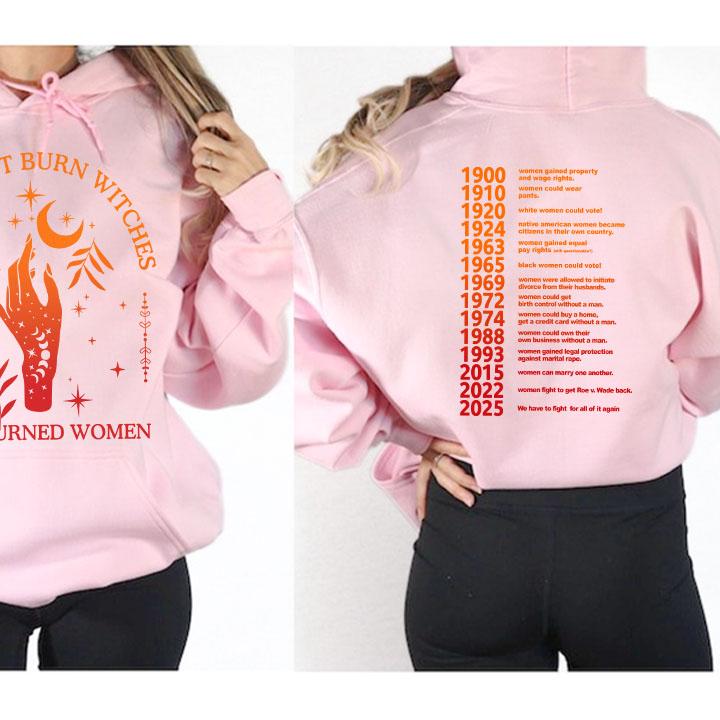 T BURN WITCHES
URNED WOMEN
1900 women gained property
and wage rights.
1910 women could wear
pants.
1920 white women could vote!
1924 native american women became
citizens in their own country.
1963 women gained equal
pay rights
1965 black women could vote!
1969 women were allowed to initiate
divorce from their husbands.
1972 women could get
birth control without a man.
1974 women could buy a home,
get a credit card without a man.
1988 women could own their
own business without a man.
1993 women gained legal protection
against marital rape.
2015 women can marry one another.
2022 women fight to get Roe v. Wade back.
2025 We have to fight for all of it again